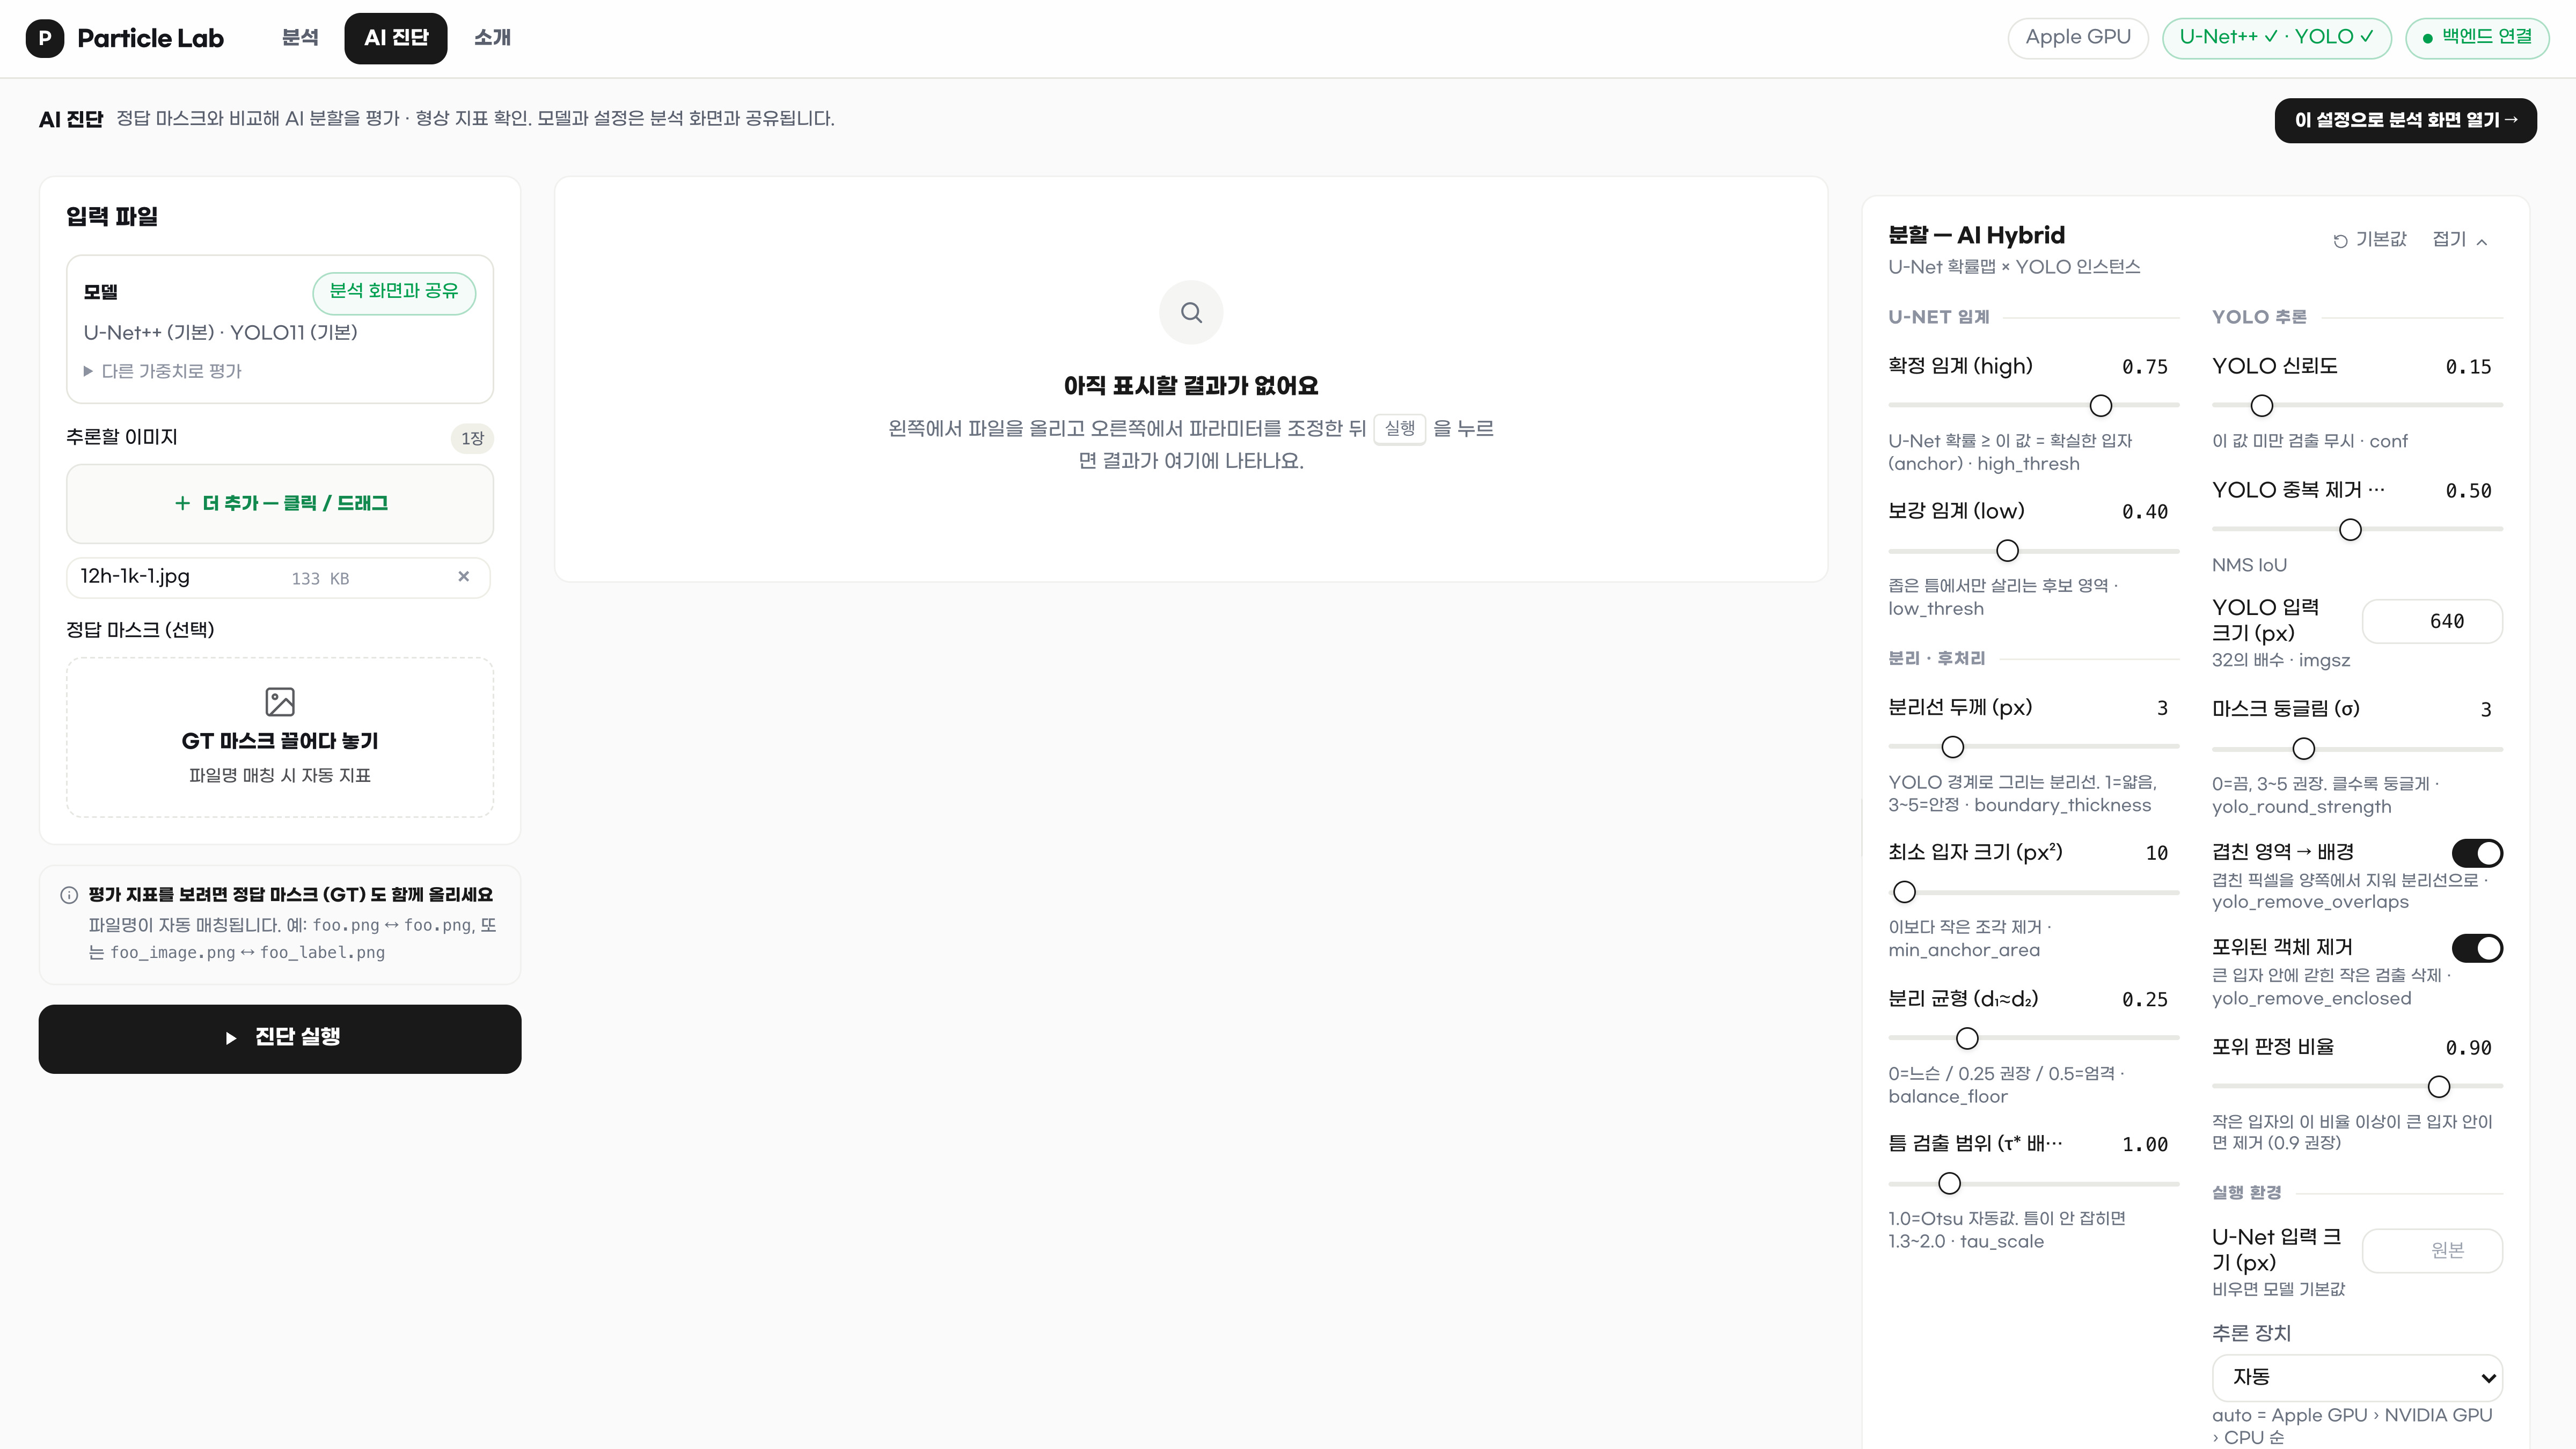 P Particle Lab 분석 AI 진단 소개 Apple GPU U-Net++ ✓ · YOLO ✓ ● 백엔드 연결
AI 진단 정답 마스크와 비교해 AI 분할을 평가 · 형상 지표 확인. 모델과 설정은 분석 화면과 공유됩니다. 이 설정으로 분석 화면 열기 →
입력 파일
모델 분석 화면과 공유
U-Net++ (기본) · YOLO11 (기본)
▶ 다른 가중치로 평가
추론할 이미지 1장
+ 더 추가 — 클릭 / 드래그
12h-1k-1.jpg 133 KB ×
정답 마스크 (선택)
GT 마스크 끌어다 놓기
파일명 매칭 시 자동 지표
평가 지표를 보려면 정답 마스크 (GT) 도 함께 올리세요
파일명이 자동 매칭됩니다. 예: foo.png ↔ foo.png, 또
는 foo_image.png ↔ foo_label.png
▶ 진단 실행
아직 표시할 결과가 없어요
왼쪽에서 파일을 올리고 오른쪽에서 파라미터를 조정한 뒤 실행 을 누르
면 결과가 여기에 나타나요.
분할 — AI Hybrid 기본값 접기
U-Net 확률맵 × YOLO 인스턴스
U-NET 임계
확정 임계 (high) 0.75
U-Net 확률 ≥ 이 값 = 확실한 입자
(anchor) · high_thresh
보강 임계 (low) 0.40
좁은 틈에서만 살리는 후보 영역 ·
low_thresh
분리 · 후처리
분리선 두께 (px) 3
YOLO 경계로 그리는 분리선. 1=얇음,
3~5=안정 · boundary_thickness
최소 입자 크기 (px²) 10
이보다 작은 조각 제거 ·
min_anchor_area
분리 균형 (d₁≈d₂) 0.25
0=느슨 / 0.25 권장 / 0.5=엄격 ·
balance_floor
틈 검출 범위 (τ* 배… 1.00
1.0=Otsu 자동값. 틈이 안 잡히면
1.3~2.0 · tau_scale
YOLO 추론
YOLO 신뢰도 0.15
이 값 미만 검출 무시 · conf
YOLO 중복 제거 … 0.50
NMS IoU
YOLO 입력
크기 (px) 640
32의 배수 · imgsz
마스크 둥글림 (σ) 3
0=끔, 3~5 권장. 클수록 둥글게 ·
yolo_round_strength
겹친 영역 → 배경
겹친 픽셀을 양쪽에서 지워 분리선으로 ·
yolo_remove_overlaps
포위된 객체 제거
큰 입자 안에 갇힌 작은 검출 삭제 ·
yolo_remove_enclosed
포위 판정 비율 0.90
작은 입자의 이 비율 이상이 큰 입자 안이
면 제거 (0.9 권장)
실행 환경
U-Net 입력 크
기 (px) 원본
비우면 모델 기본값
추론 장치
자동
auto = Apple GPU › NVIDIA GPU
› CPU 순